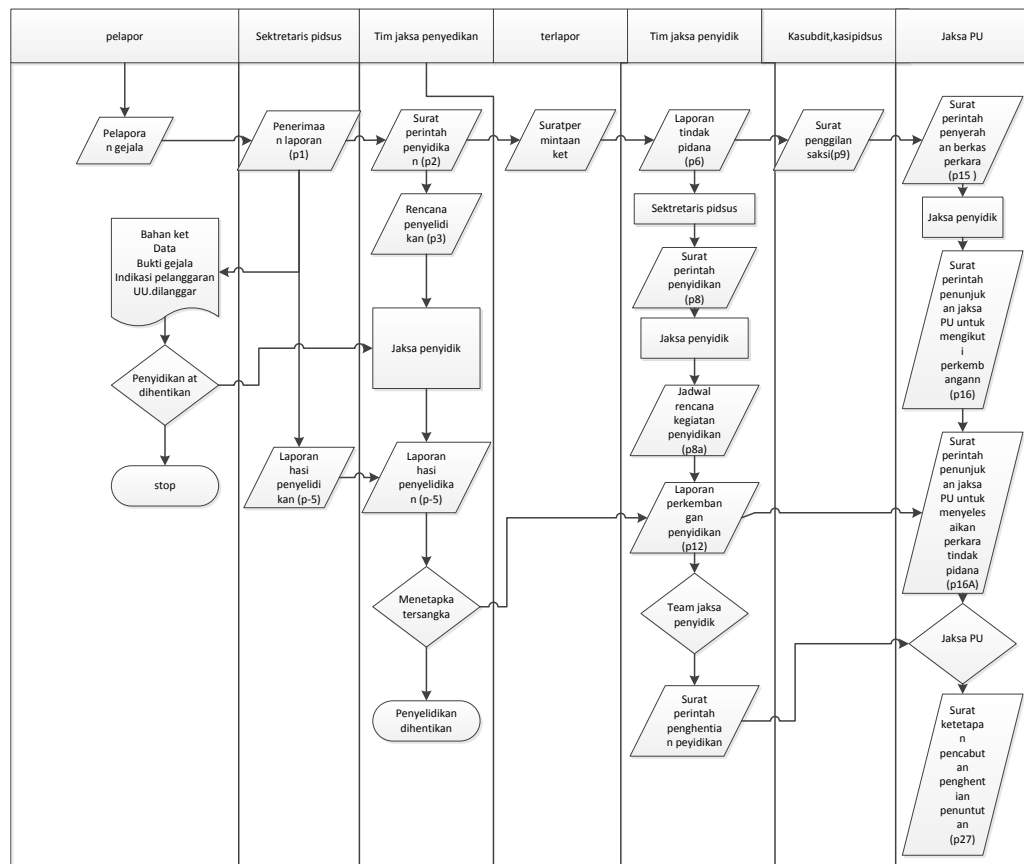 pelapor
Sektretaris pidsus
Tim jaksa penyedikan
terlapor
Tim jaksa penyidik
Kasubdit,kasipidsus
Jaksa PU
Pelapora
n gejala
Penerimaa
n laporan
(p1)
Surat
perintah
penyidika
n (p2)
Suratper
mintaan
ket
Laporan
tindak
pidana
(p6)
Surat
penggilan
saksi(p9)
Surat
perintah
penyerah
an berkas
perkara
(p15 )
Rencana
penyelidi
kan (p3)
Sektretaris pidsus
Jaksa penyidik
Bahan ket
Data
Bukti gejala
Indikasi pelanggaran
UU.dilanggar
Surat
perintah
penyidikan
(p8)
Surat
perintah
penunjuk
an jaksa
PU untuk
mengikut
i
perkemb
angann
(p16)
Jaksa penyidik
Jaksa penyidik
Penyidikan at
dihentikan
Jadwal
rencana
kegiatan
penyidikan
(p8a)
stop
Laporan
hasi
penyelidi
kan (p-5)
Laporan
hasi
penyelidika
n (p-5)
Laporan
perkemban
gan
penyidikan
(p12)
Surat
perintah
penunjuk
an jaksa
PU untuk
menyeles
aikan
perkara
tindak
pidana
(p16A)
Menetapka
tersangka
Team jaksa
penyidik
Jaksa PU
Penyelidikan
dihentikan
Surat
perintah
penghentia
n peyidikan
Surat
ketetapa
n
pencabut
an
penghent
ian
penuntut
an
(p27)